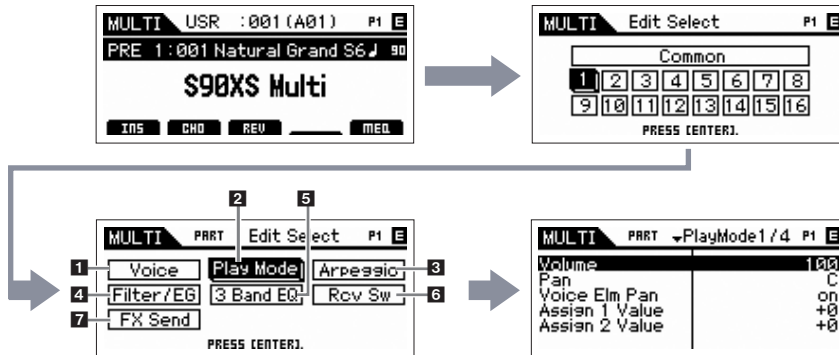 MULTI USR :001(A01) P1 E
PRE 1:001 Natural Grand S6♩ 90
S90XS Multi
INS CHO REV MEQ
MULTI Edit Select P1 E
Common
1 2 3 4 5 6 7 8
9 10 11 12 13 14 15 16
PRESS [ENTER].
2 5
MULTI PART Edit Select P1 E
1 Voice Play Mode Arpeggio 3
4 Filter/EG 3 Band EQ Rcv Sw 6
7 FX Send
PRESS [ENTER].
MULTI PART PlayMode1/4 P1 E
Volume 100
Pan C
Voice Elm Pan on
Assign 1 Value +0
Assign 2 Value +0